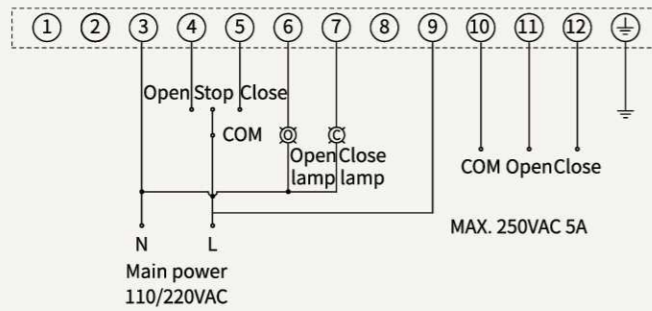 1 2 3 4 5 6 7 8 9 10 11 12
Open Stop Close
COM
O C
Open Close
lamp lamp
COM Open Close
N L
MAX. 250VAC 5A
Main power
110/220VAC